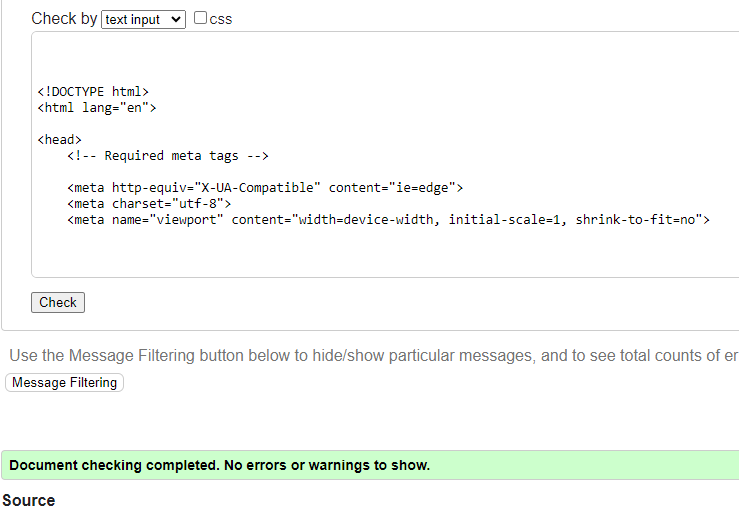 Check by text input css
<!DOCTYPE html>
<html lang="en">
<head>
<!-- Required meta tags -->
<meta http-equiv="X-UA-Compatible" content="ie=edge">
<meta charset="utf-8">
<meta name="viewport" content="width=device-width, initial-scale=1, shrink-to-fit=no">
Check
Use the Message Filtering button below to hide/show particular messages, and to see total counts of er
Message Filtering
Document checking completed. No errors or warnings to show.
Source